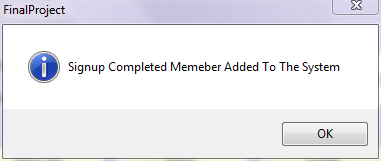 FinalProject
Signup Completed Memeber Added To The System
OK